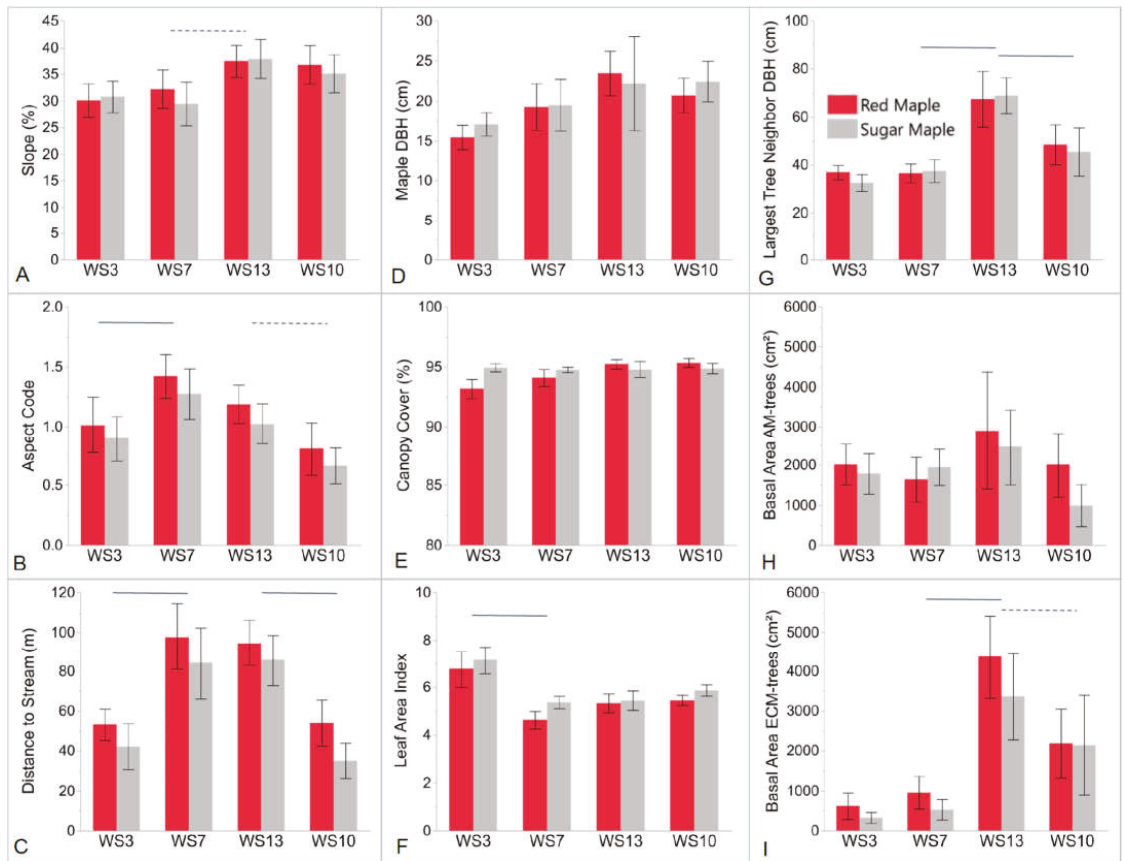 45
40
35
30
25
20
15
10
5
0
Slope (%)
WS3 WS7 WS13 WS10
A
30
25
20
15
10
5
0
Maple DBH (cm)
WS3 WS7 WS13 WS10
D
100
80
60
40
20
0
Largest Tree Neighbor DBH (cm)
Red Maple
Sugar Maple
WS3 WS7 WS13 WS10
G
2.0
1.5
1.0
0.5
0.0
Aspect Code
WS3 WS7 WS13 WS10
B
100
95
90
85
80
Canopy Cover (%)
WS3 WS7 WS13 WS10
E
6000
5000
4000
3000
2000
1000
0
Basal Area AM-trees (cm²)
WS3 WS7 WS13 WS10
H
120
100
80
60
40
20
0
Distance to Stream (m)
WS3 WS7 WS13 WS10
C
10
8
6
4
2
0
Leaf Area Index
WS3 WS7 WS13 WS10
F
6000
5000
4000
3000
2000
1000
0
Basal Area ECM-trees (cm²)
WS3 WS7 WS13 WS10
I